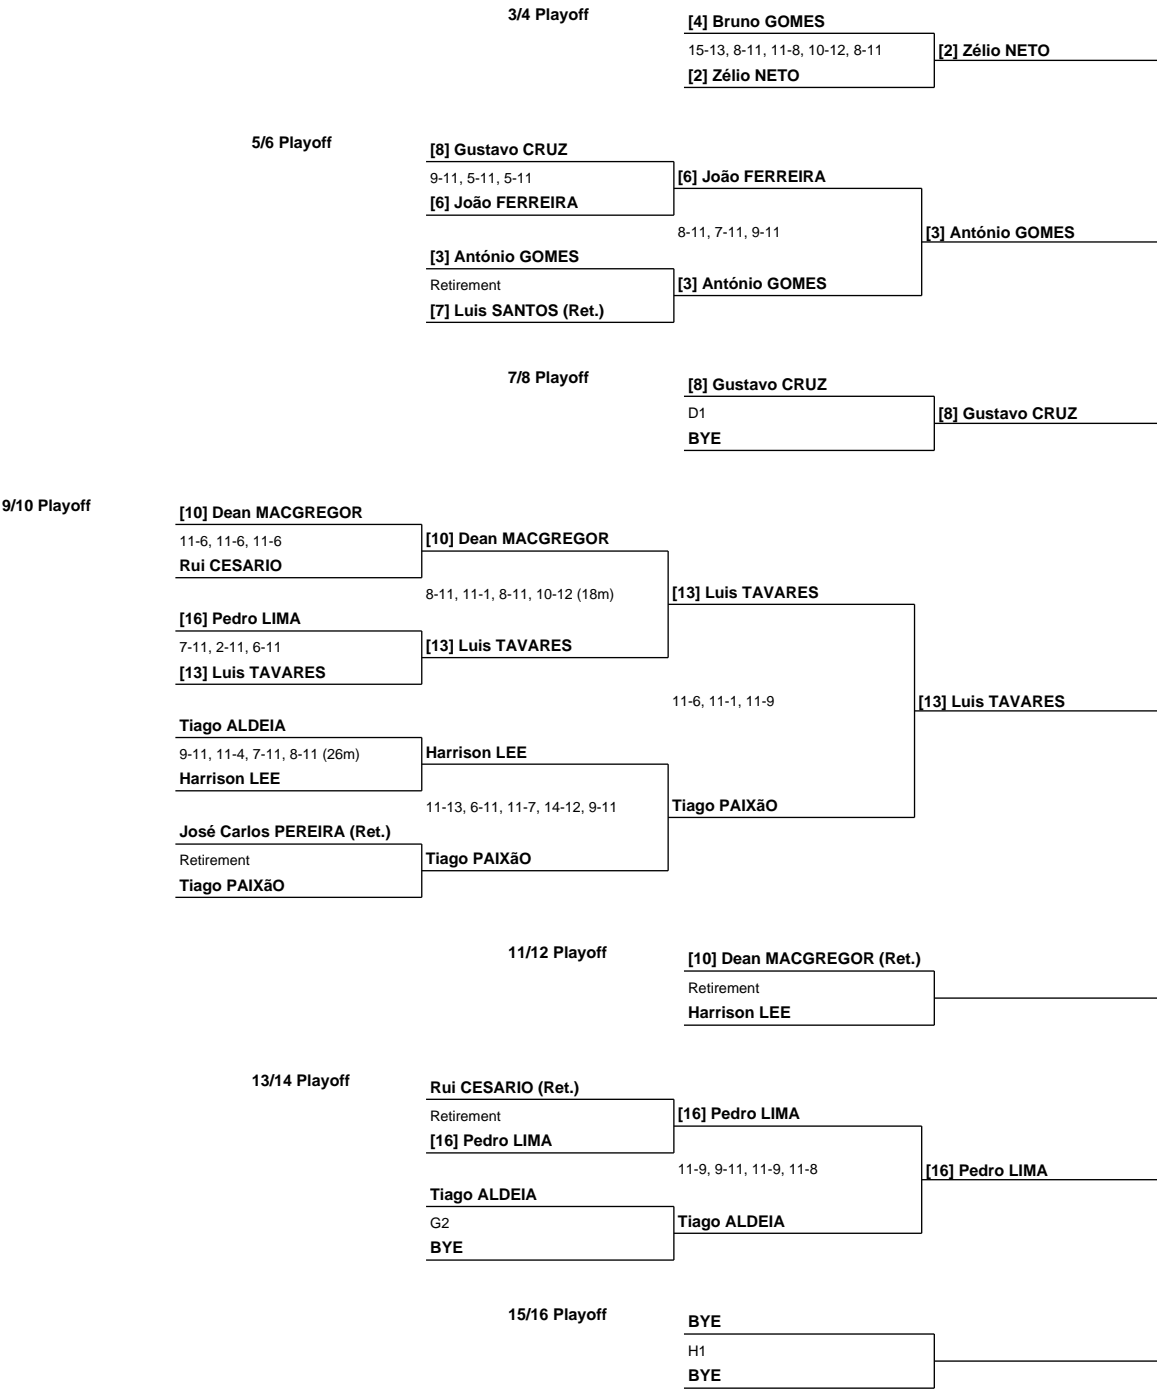 3/4 Playoff
[4] Bruno GOMES
15-13, 8-11, 11-8, 10-12, 8-11
[2] Zélio NETO
[2] Zélio NETO
5/6 Playoff
[8] Gustavo CRUZ
9-11, 5-11, 5-11
[6] João FERREIRA
[6] João FERREIRA
8-11, 7-11, 9-11
[3] António GOMES
[3] António GOMES
Retirement
[3] António GOMES
[7] Luis SANTOS (Ret.)
7/8 Playoff
[8] Gustavo CRUZ
D1
[8] Gustavo CRUZ
BYE
9/10 Playoff
[10] Dean MACGREGOR
11-6, 11-6, 11-6
[10] Dean MACGREGOR
Rui CESARIO
8-11, 11-1, 8-11, 10-12 (18m)
[13] Luis TAVARES
[16] Pedro LIMA
7-11, 2-11, 6-11
[13] Luis TAVARES
[13] Luis TAVARES
11-6, 11-1, 11-9
[13] Luis TAVARES
Tiago ALDEIA
9-11, 11-4, 7-11, 8-11 (26m)
Harrison LEE
Harrison LEE
11-13, 6-11, 11-7, 14-12, 9-11
Tiago PAIXãO
José Carlos PEREIRA (Ret.)
Retirement
Tiago PAIXãO
Tiago PAIXãO
11/12 Playoff
[10] Dean MACGREGOR (Ret.)
Retirement
Harrison LEE
13/14 Playoff
Rui CESARIO (Ret.)
Retirement
[16] Pedro LIMA
[16] Pedro LIMA
11-9, 9-11, 11-9, 11-8
[16] Pedro LIMA
Tiago ALDEIA
G2
Tiago ALDEIA
BYE
15/16 Playoff
BYE
H1
BYE